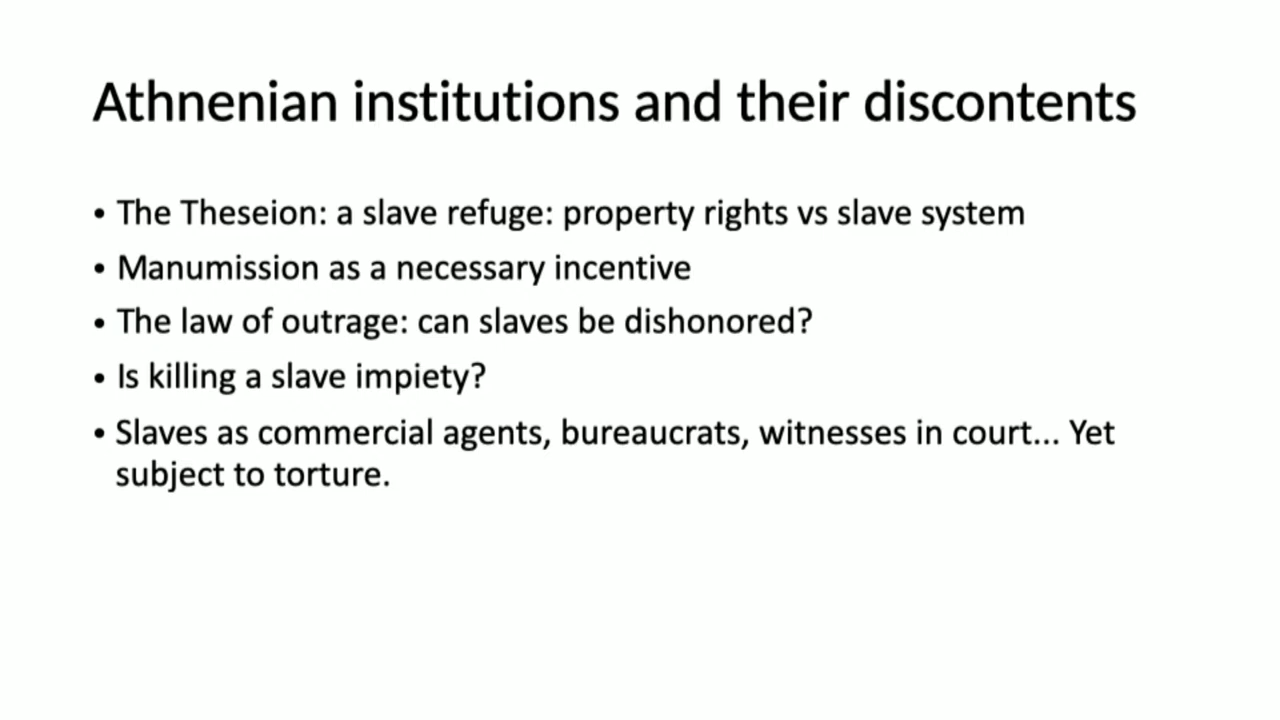 Athnenian institutions and their discontents
• The Theseion: a slave refuge: property rights vs slave system
• Manumission as a necessary incentive
• The law of outrage: can slaves be dishonored?
• Is killing a slave impiety?
• Slaves as commercial agents, bureaucrats, witnesses in court... Yet
subject to torture.